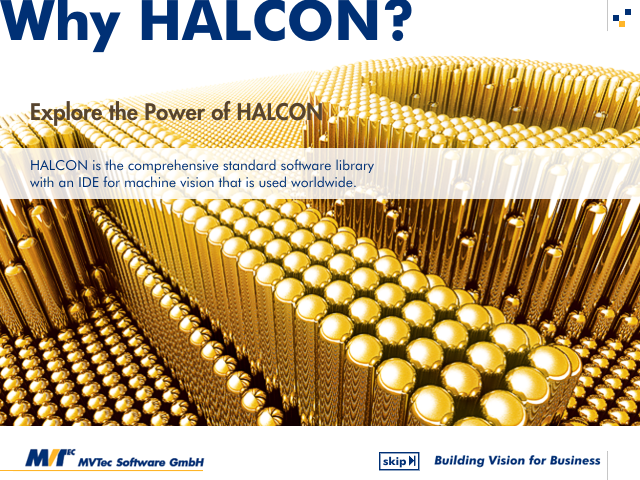 Why HALCON?
Explore the Power of HALCON
HALCON is the comprehensive standard software library
with an IDE for machine vision that is used worldwide.
MVTec MVTec Software GmbH
skip
Building Vision for Business